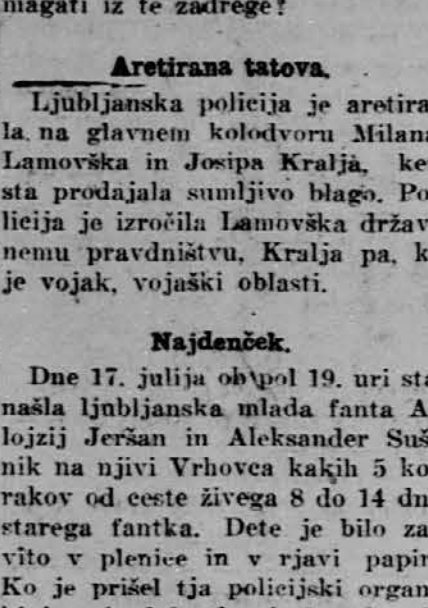 magati iz te zadrege?
Aretirana tatova.
Ljubljanska policija je aretira
la na glavnem kolodvoru Milana
Lamovška in Josipa Kralja, ke
sta prodajala sumljivo blago. Po
licija je izročila Lamovška držav
nemu pravdništvu, Kralja pa, k
je vojak, vojaški oblasti.
Najdenček.
Dne 17. julija ob pol 19. uri sta
našla ljubljanska mlada fanta A
lojzij Jeršan in Aleksander Suš
nik na njivi Vrhovca kakih 5 ko
rakov od ceste živega 8 do 14 dn
starega fantka. Dete je bilo za
vito v plenice in v rjavi papir
Ko je prišel tja policijski organ